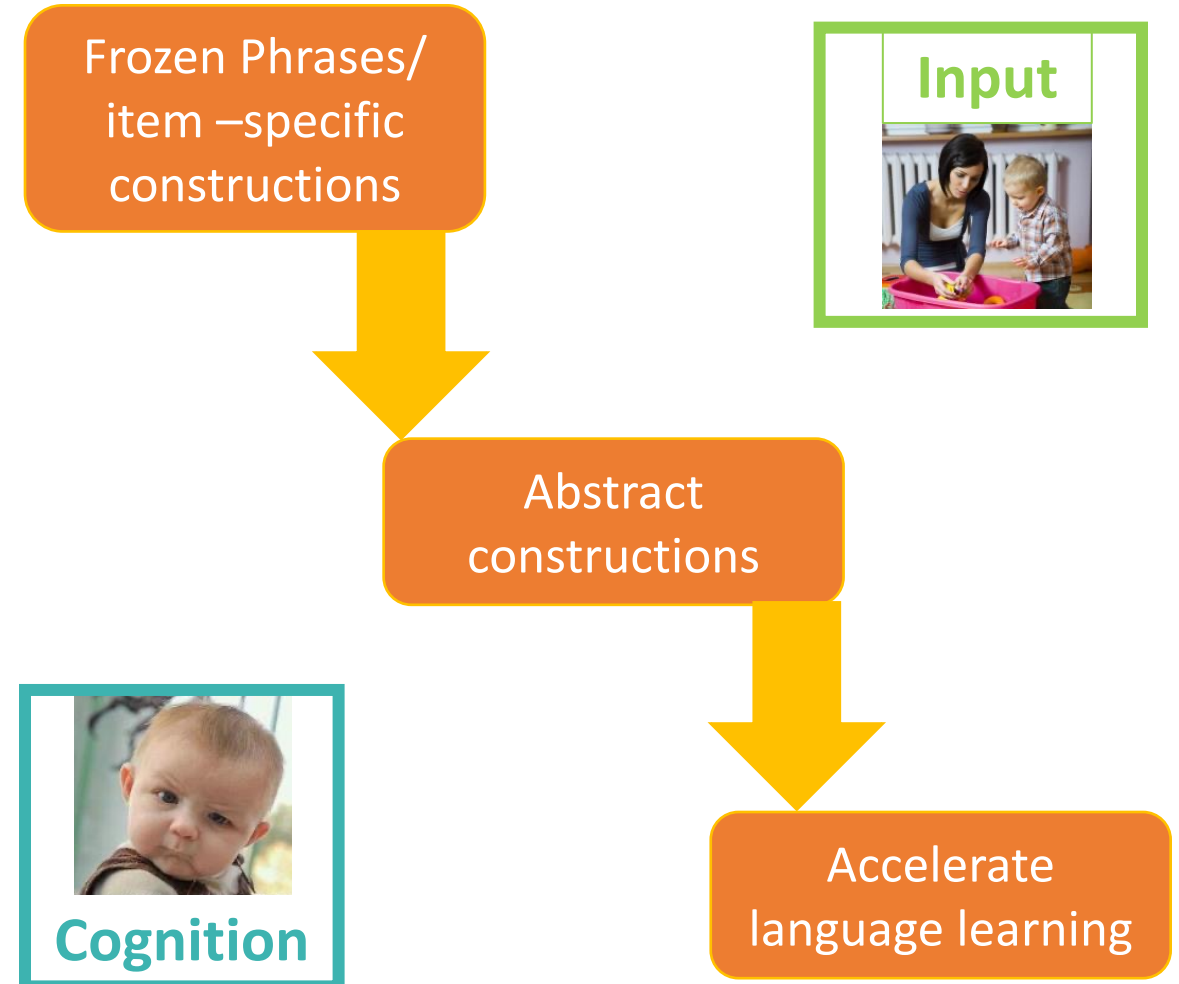 Frozen Phrases/
item –specific
constructions
Input
Abstract
constructions
Cognition
Accelerate
language learning